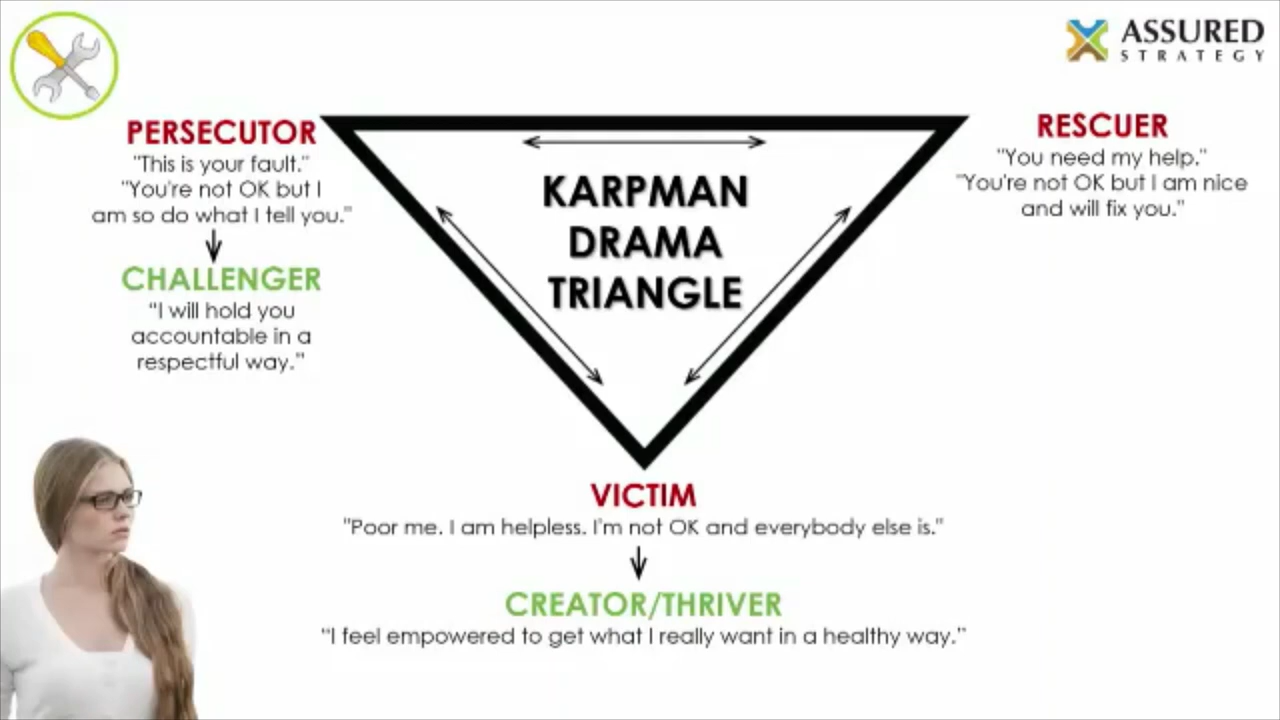 ASSURED
STRATEGY
PERSECUTOR
"This is your fault."
"You're not OK but I
am so do what I tell you."
CHALLENGER
“I will hold you
accountable in a
respectful way.”
KARPMAN
DRAMA
TRIANGLE
RESCUER
"You need my help."
"You're not OK but I am nice
and will fix you."
VICTIM
"Poor me. I am helpless. I'm not OK and everybody else is."
CREATOR/THRIVER
“I feel empowered to get what I really want in a healthy way.”